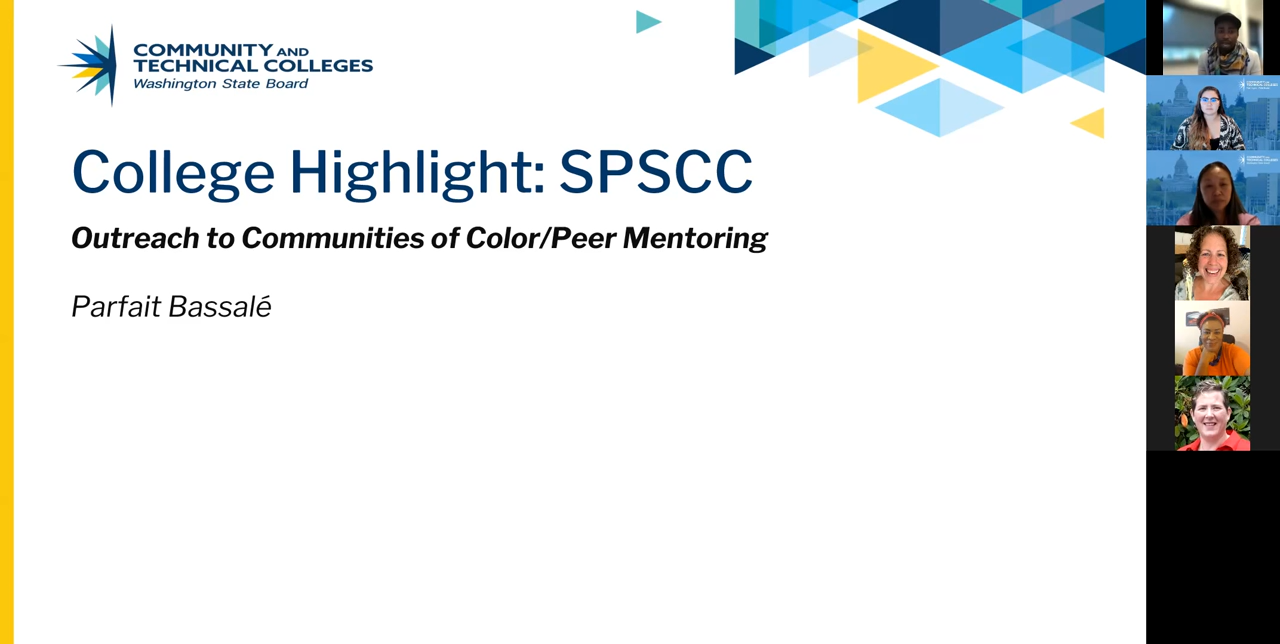 COMMUNITY AND
TECHNICAL COLLEGES
Washington State Board
College Highlight: SPSCC
Outreach to Communities of Color/Peer Mentoring
Parfait Bassalé